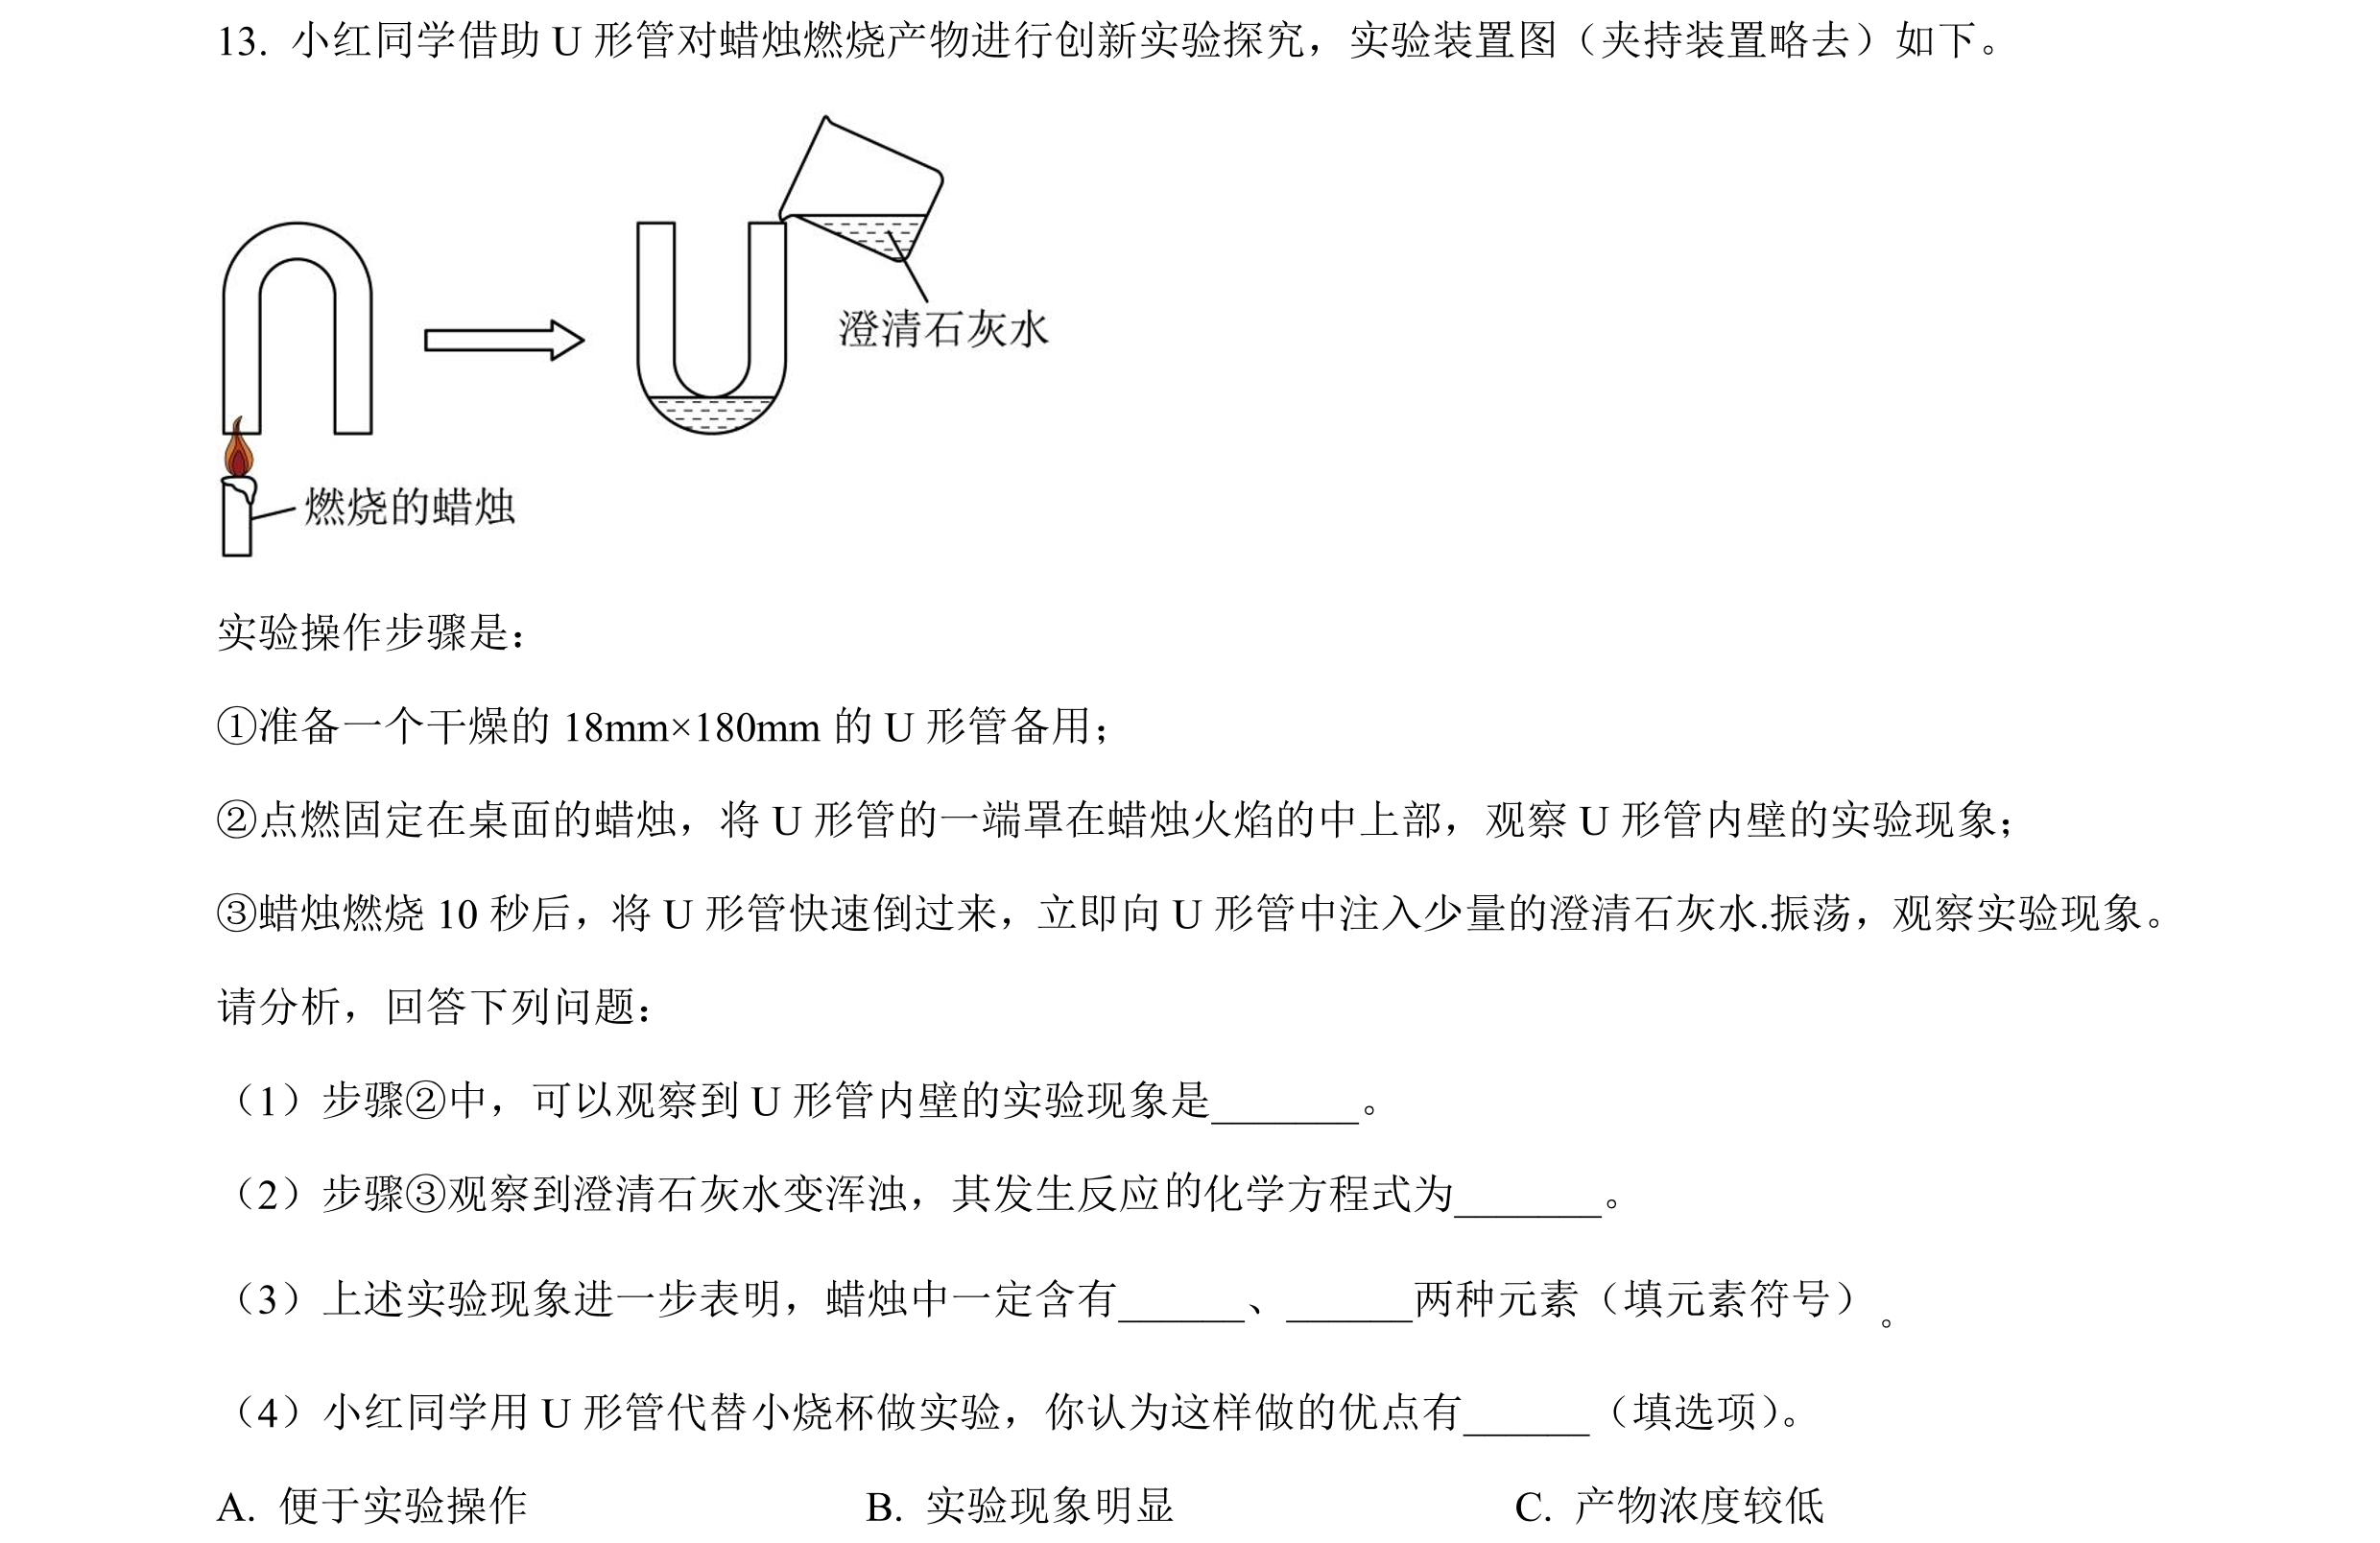 13. 小红同学借助 U 形管对蜡烛燃烧产物进行创新实验探究，实验装置图（夹持装置略去）如下。
澄清石灰水
燃烧的蜡烛
实验操作步骤是：
①准备一个干燥的 18mm×180mm 的 U 形管备用；
②点燃固定在桌面的蜡烛，将 U 形管的一端罩在蜡烛火焰的中上部，观察 U 形管内壁的实验现象；
③蜡烛燃烧 10 秒后，将 U 形管快速倒过来，立即向 U 形管中注入少量的澄清石灰水.振荡，观察实验现象。
请分析，回答下列问题：
（1）步骤②中，可以观察到 U 形管内壁的实验现象是_______。
（2）步骤③观察到澄清石灰水变浑浊，其发生反应的化学方程式为_______。
（3）上述实验现象进一步表明，蜡烛中一定含有______、______两种元素（填元素符号）。
（4）小红同学用 U 形管代替小烧杯做实验，你认为这样做的优点有______（填选项）。
A. 便于实验操作 B. 实验现象明显 C. 产物浓度较低